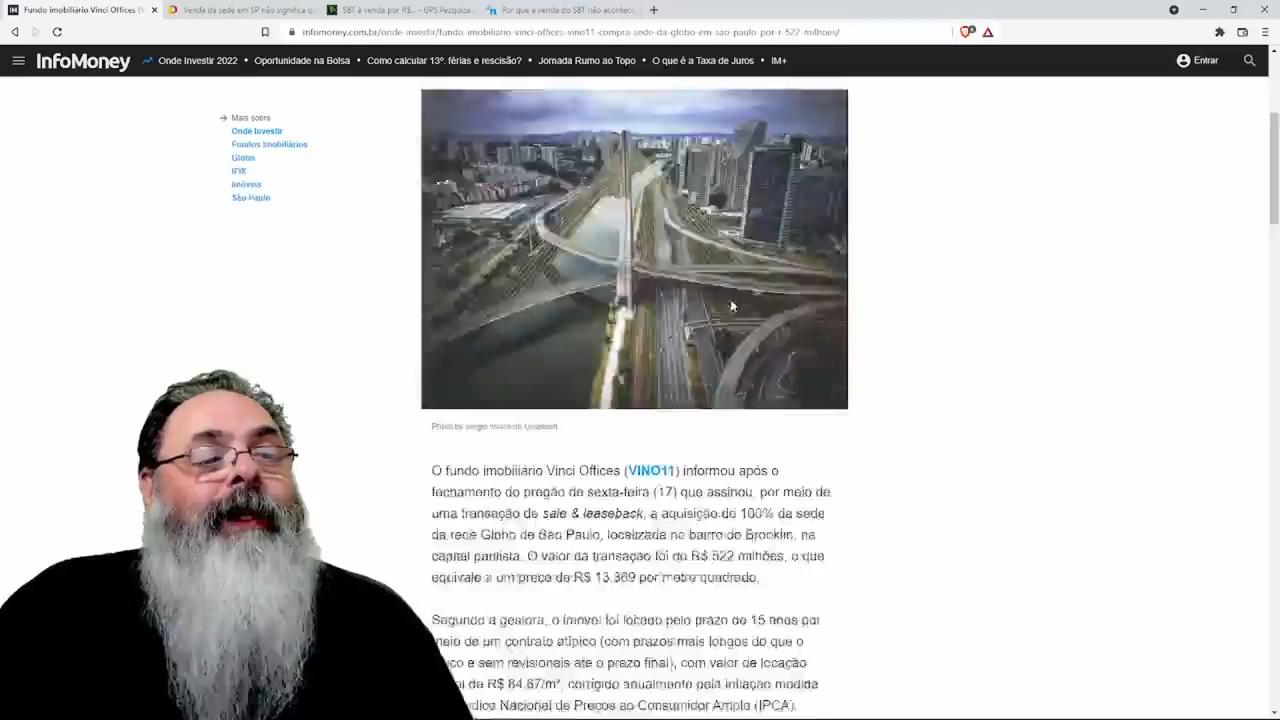 Fundo imobiliário Vinci Offices (V
Venda da sede em SP não significa q
SBT à venda por R$... - GPS.Pezquiza
Por que a venda do SBT não acontece
infomoney.com.br/onde-investir/fundo-imobiliario-vinci-offices-vino11-compra-sede-da-globo-em-sao-paulo-por-r-522-milhoes/
InfoMoney
Onde Investir 2022 • Oportunidade na Bolsa • Como calcular 13º, férias e rescisão? • Jornada Rumo ao Topo • O que é a Taxa de Juros • IM+
Entrar
Mais sobre
Onde Investir
Fundos Imobiliários
Globo
IFIX
Imóveis
São Paulo
Photo by sergio souza on Unsplash
O fundo imobiliário Vinci Offices (VINO11) informou após o
fechamento do pregão de sexta-feira (17) que assinou, por meio de
uma transação de sale & leaseback, a aquisição de 100% da sede
da rede Globo de São Paulo, localizada no bairro do Brooklin, na
capital paulista. O valor da transação foi de R$ 522 milhões, o que
equivale a um preço de R$ 13.369 por metro quadrado.
Segundo a gestora, o imóvel foi locado pelo prazo de 15 anos por
meio de um contrato atípico (com prazos mais longos do que o
e sem revisionais até o prazo final), com valor de locação
de R$ 84,67/m², corrigido anualmente pela inflação medida
Nacional de Preços ao Consumidor Amplo (IPCA).